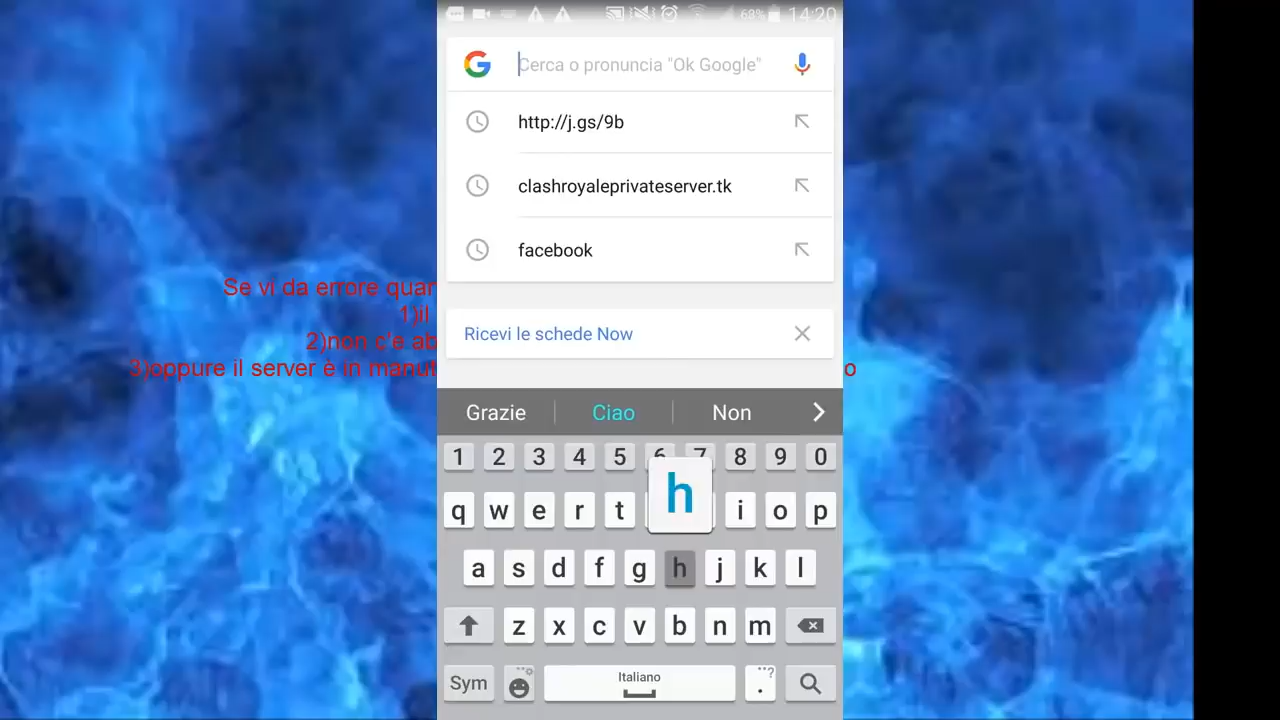 68% 14:20
Cerca o pronuncia "Ok Google"
http://j.gs/9b
clashroyaleprivateserver.tk
facebook
Se vi da errore quar
1)il
2)non c'e ab
3)oppure il server è in manut o
Ricevi le schede Now
Grazie Ciao Non
1 2 3 4 5 6 7 8 9 0
h
q w e r t i o p
a s d f g h j k l
z x c v b n m
Sym Italiano . ...?